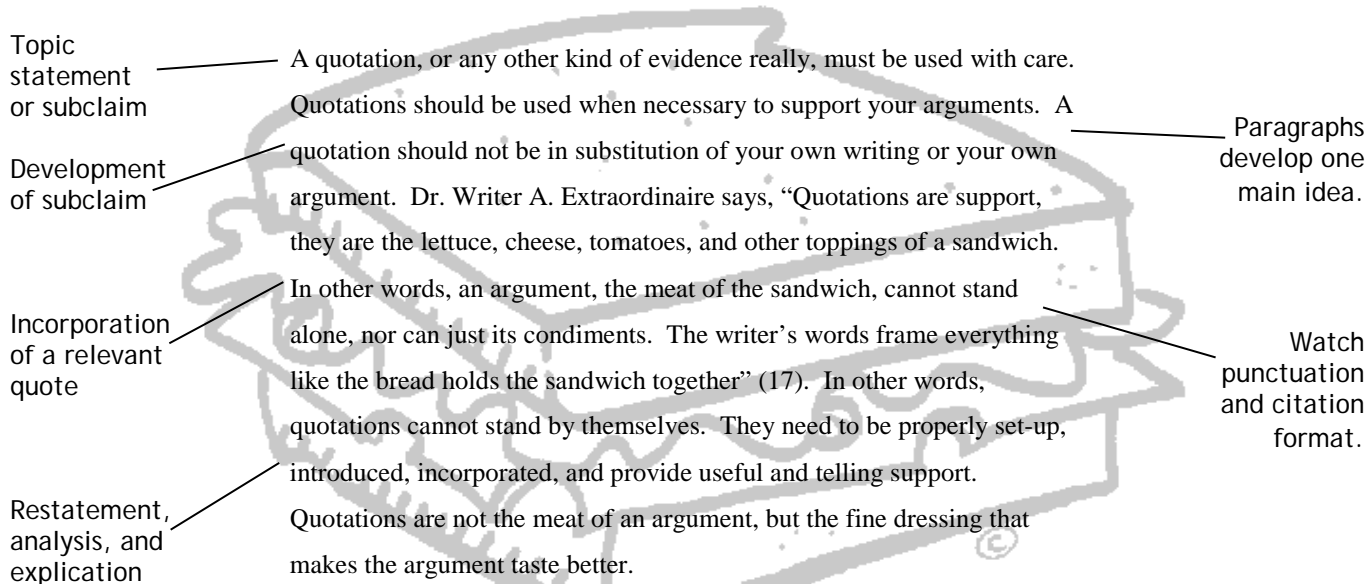 Topic
statement
or subclaim
Development
of subclaim
Incorporation
of a relevant
quote
Restatement,
analysis, and
explication
A quotation, or any other kind of evidence really, must be used with care.
Quotations should be used when necessary to support your arguments.  A
quotation should not be in substitution of your own writing or your own
argument.  Dr. Writer A. Extraordinaire says, “Quotations are support,
they are the lettuce, cheese, tomatoes, and other toppings of a sandwich.
In other words, an argument, the meat of the sandwich, cannot stand
alone, nor can just its condiments.  The writer’s words frame everything
like the bread holds the sandwich together” (17).  In other words,
quotations cannot stand by themselves.  They need to be properly set-up,
introduced, incorporated, and provide useful and telling support.
Quotations are not the meat of an argument, but the fine dressing that
makes the argument taste better.
©
Paragraphs
develop one
main idea.
Watch
punctuation
and citation
format.